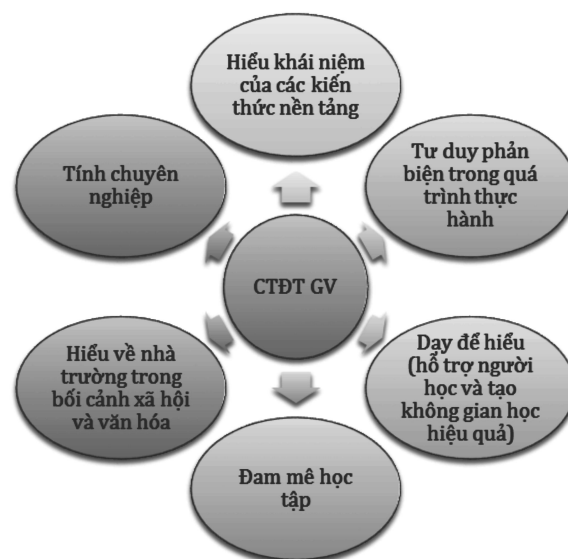 Hiểu khái niệm
của các kiến
thức nền tảng
Tư duy phản
biện trong quá
trình thực
hành
Dạy để hiểu
(hỗ trợ người
học và tạo
không gian học
hiệu quả)
Đam mê học
tập
Hiểu về nhà
trường trong
bối cảnh xã hội
và văn hóa
Tính chuyên
nghiệp
CTĐT GV